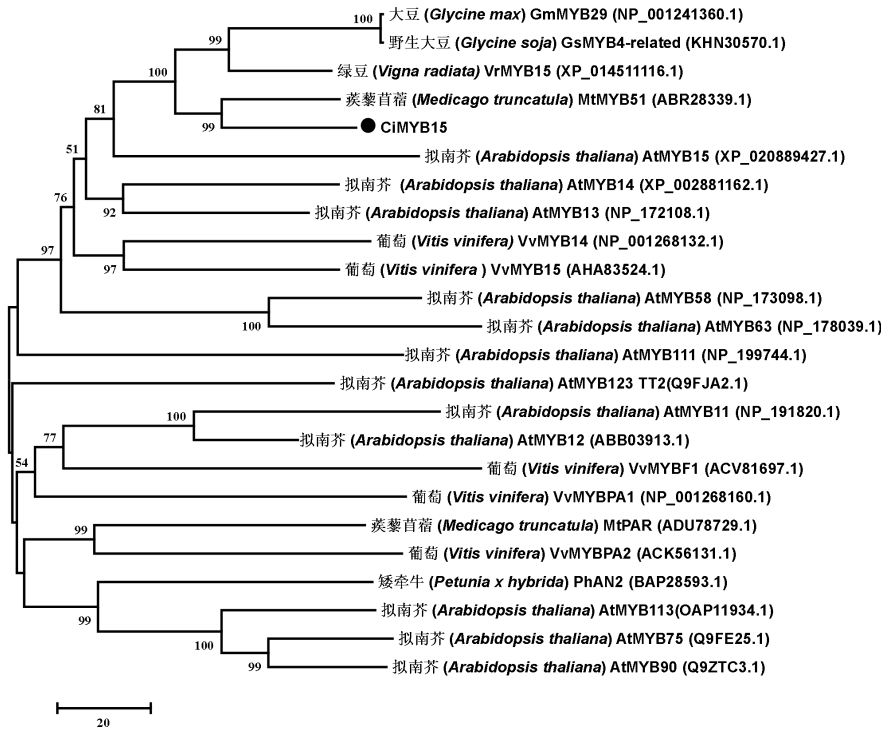 100
大豆 (Glycine max) GmMYB29 (NP_001241360.1)
99
野生大豆 (Glycine soja) GsMYB4-related (KHN30570.1)
100
绿豆 (Vigna radiata) VrMYB15 (XP_014511116.1)
蒺藜苜蓿 (Medicago truncatula) MtMYB51 (ABR28339.1)
81
99
CiMYB15
51
拟南芥 (Arabidopsis thaliana) AtMYB15 (XP_020889427.1)
拟南芥 (Arabidopsis thaliana) AtMYB14 (XP_002881162.1)
76
92
拟南芥 (Arabidopsis thaliana) AtMYB13 (NP_172108.1)
葡萄 (Vitis vinifera) VvMYB14 (NP_001268132.1)
97
97
葡萄 (Vitis vinifera ) VvMYB15 (AHA83524.1)
拟南芥 (Arabidopsis thaliana) AtMYB58 (NP_173098.1)
100
拟南芥 (Arabidopsis thaliana) AtMYB63 (NP_178039.1)
拟南芥 (Arabidopsis thaliana) AtMYB111 (NP_199744.1)
拟南芥 (Arabidopsis thaliana) AtMYB123 TT2(Q9FJA2.1)
100
拟南芥 (Arabidopsis thaliana) AtMYB11 (NP_191820.1)
77
拟南芥 (Arabidopsis thaliana) AtMYB12 (ABB03913.1)
54
葡萄 (Vitis vinifera) VvMYBF1 (ACV81697.1)
葡萄 (Vitis vinifera) VvMYBPA1 (NP_001268160.1)
99
蒺藜苜蓿 (Medicago truncatula) MtPAR (ADU78729.1)
葡萄 (Vitis vinifera) VvMYBPA2 (ACK56131.1)
矮牵牛 (Petunia x hybrida) PhAN2 (BAP28593.1)
99
拟南芥 (Arabidopsis thaliana) AtMYB113(OAP11934.1)
100
拟南芥 (Arabidopsis thaliana) AtMYB75 (Q9FE25.1)
99
拟南芥 (Arabidopsis thaliana) AtMYB90 (Q9ZTC3.1)
20